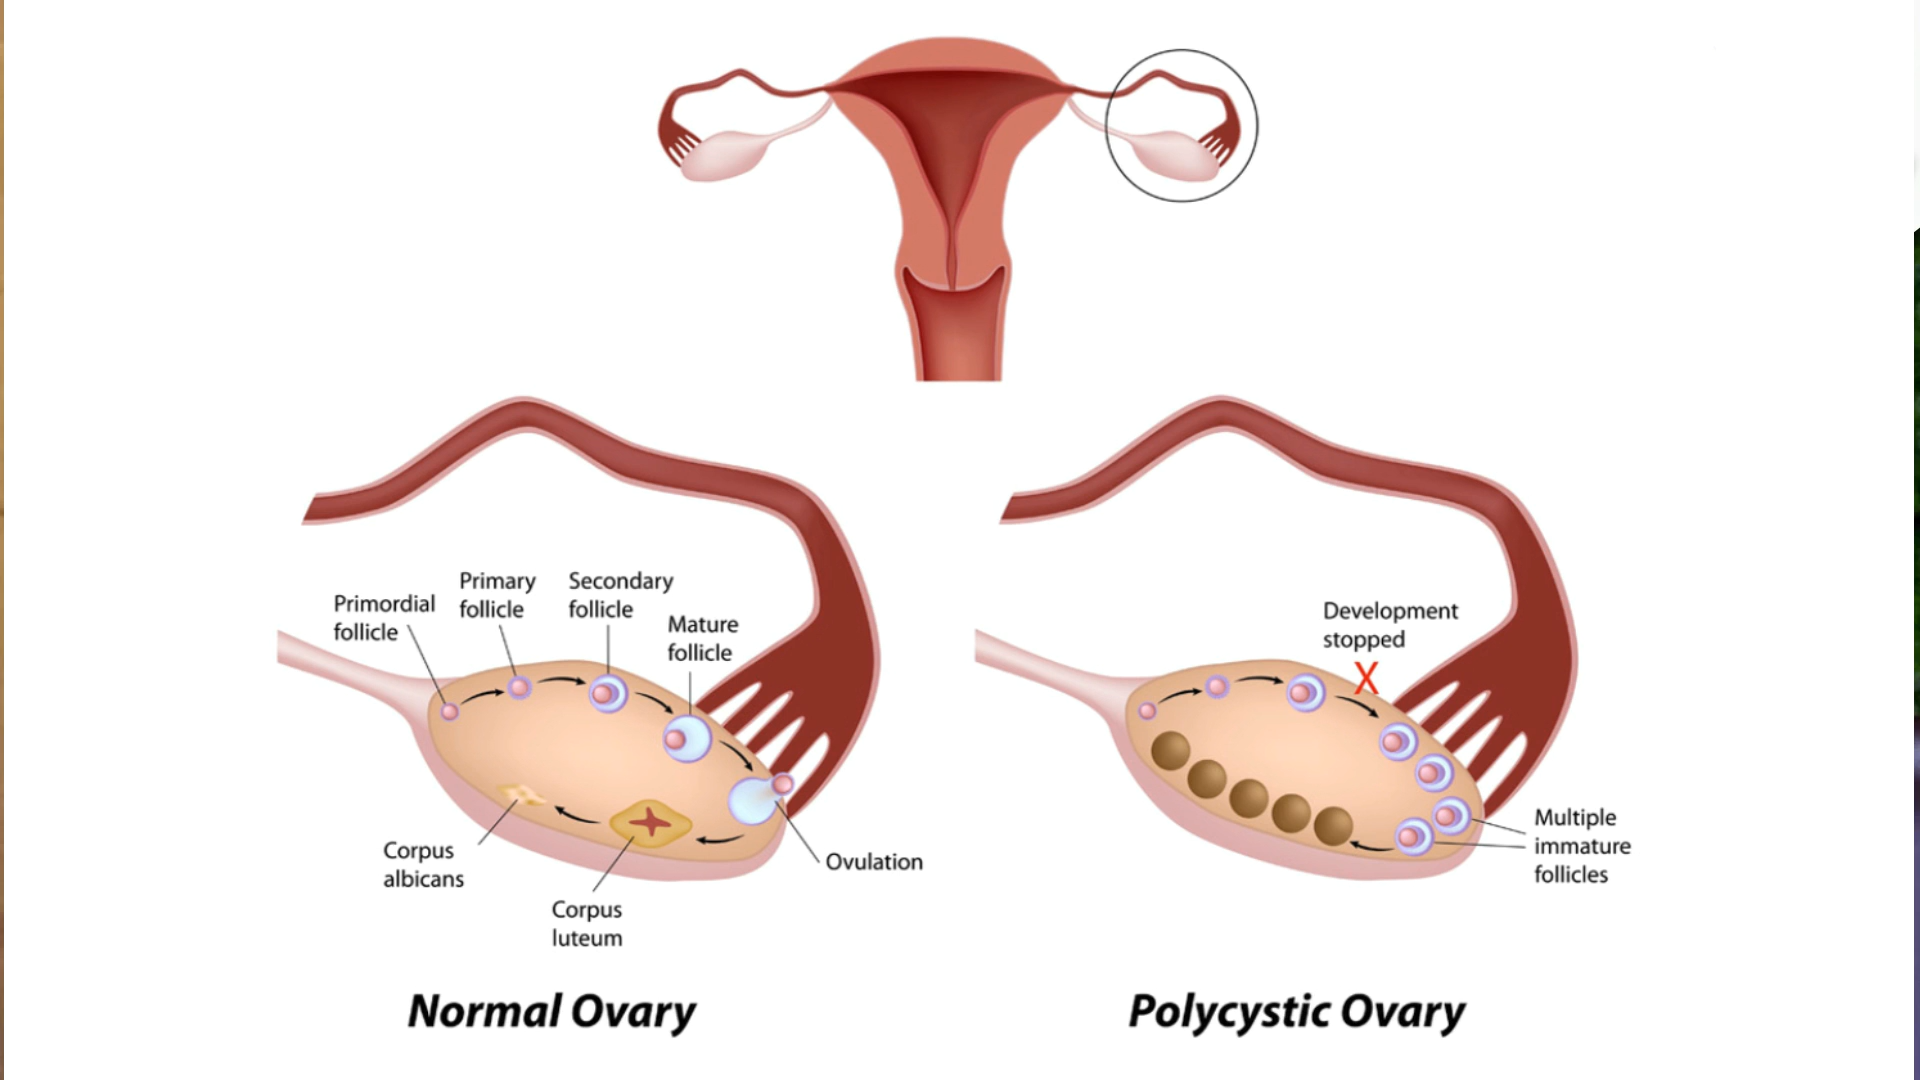 Primordial
follicle
Primary
follicle
Secondary
follicle
Mature
follicle
Corpus
albicans
Corpus
luteum
Ovulation
Normal Ovary
Development
stopped
X
Multiple
immature
follicles
Polycystic Ovary